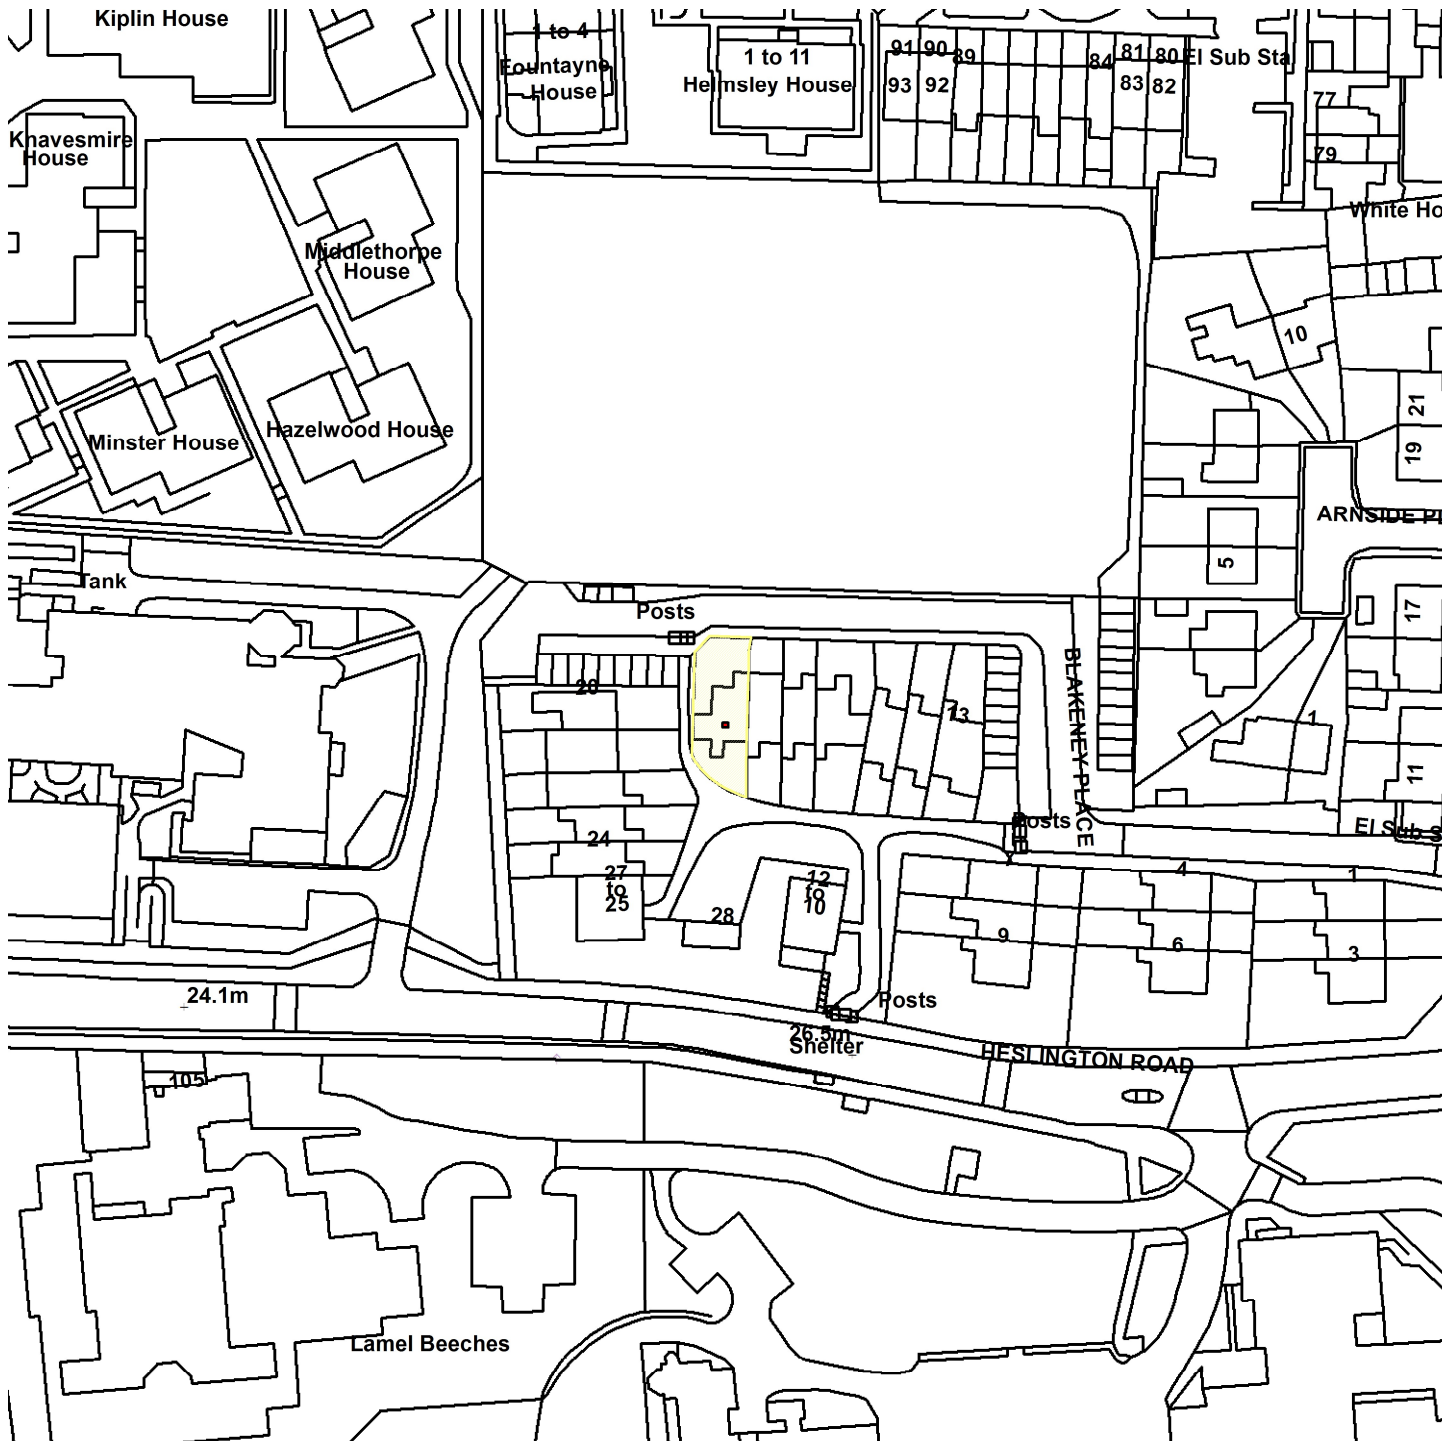 Kiplin House
1 to 4
Fountayne
House
1 to 11
Helmsley House
91 90 89
93 92
84 81 80 El Sub Sta
83 82
77
79
Knavesmire
House
White Ho
Middlethorpe
House
10
21
19
Minster House
Hazelwood House
ARNSIDE PL
5
Tank
Posts
17
20
13
BLAKENEY PLACE
1
11
Posts
El Sub S
24
27
to
25
12
to
10
28
4
1
9
6
3
24.1m
Posts
26.5m
Shelter
HESLINGTON ROAD
105
Lamel Beeches